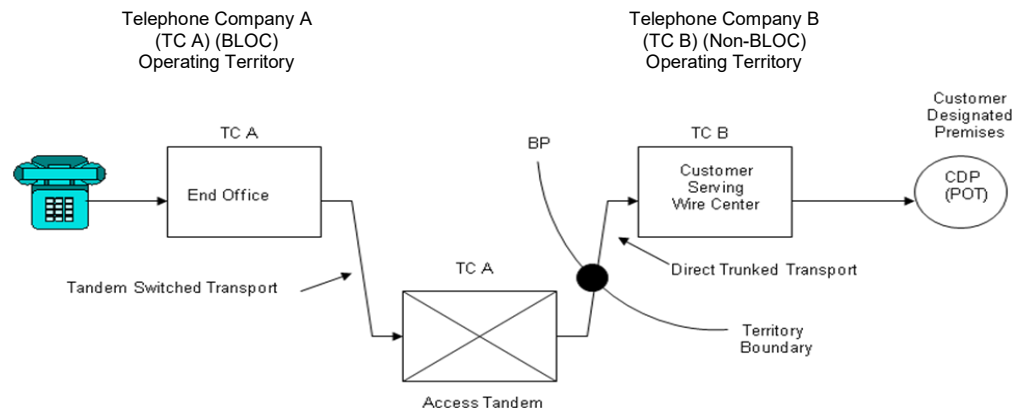 Telephone Company A
(TC A) (BLOC)
Operating Territory
Telephone Company B
(TC B) (Non-BLOC)
Operating Territory
Customer
Designated
Premises
TC A
BP
TC B
End Office
Customer
Serving
Wire Center
CDP
(POT)
Tandem Switched Transport
TC A
Direct Trunked Transport
Territory
Boundary
Access Tandem